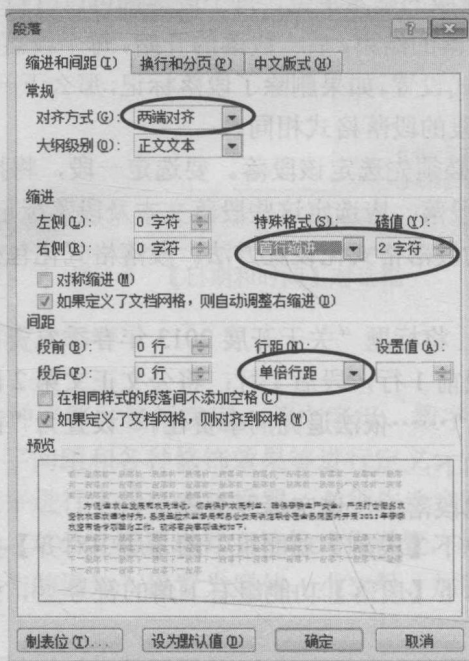 段落
缩进和间距(I) 换行和分页(P) 中文版式(H)
常规
对齐方式(G): 两端对齐
大纲级别(O): 正文文本
缩进
左侧(L): 0 字符 特殊格式(S): 磅值(Y):
右侧(R): 0 字符 首行缩进 2 字符
对称缩进(M)
如果定义了文档网格，则自动调整右缩进(D)
间距
段前(B): 0 行 行距(N): 设置值(A):
段后(F): 0 行 单倍行距
在相同样式的段落间不添加空格(C)
如果定义了文档网格，则对齐到网格(W)
预览
制表位(T)... 设为默认值(D) 确定 取消